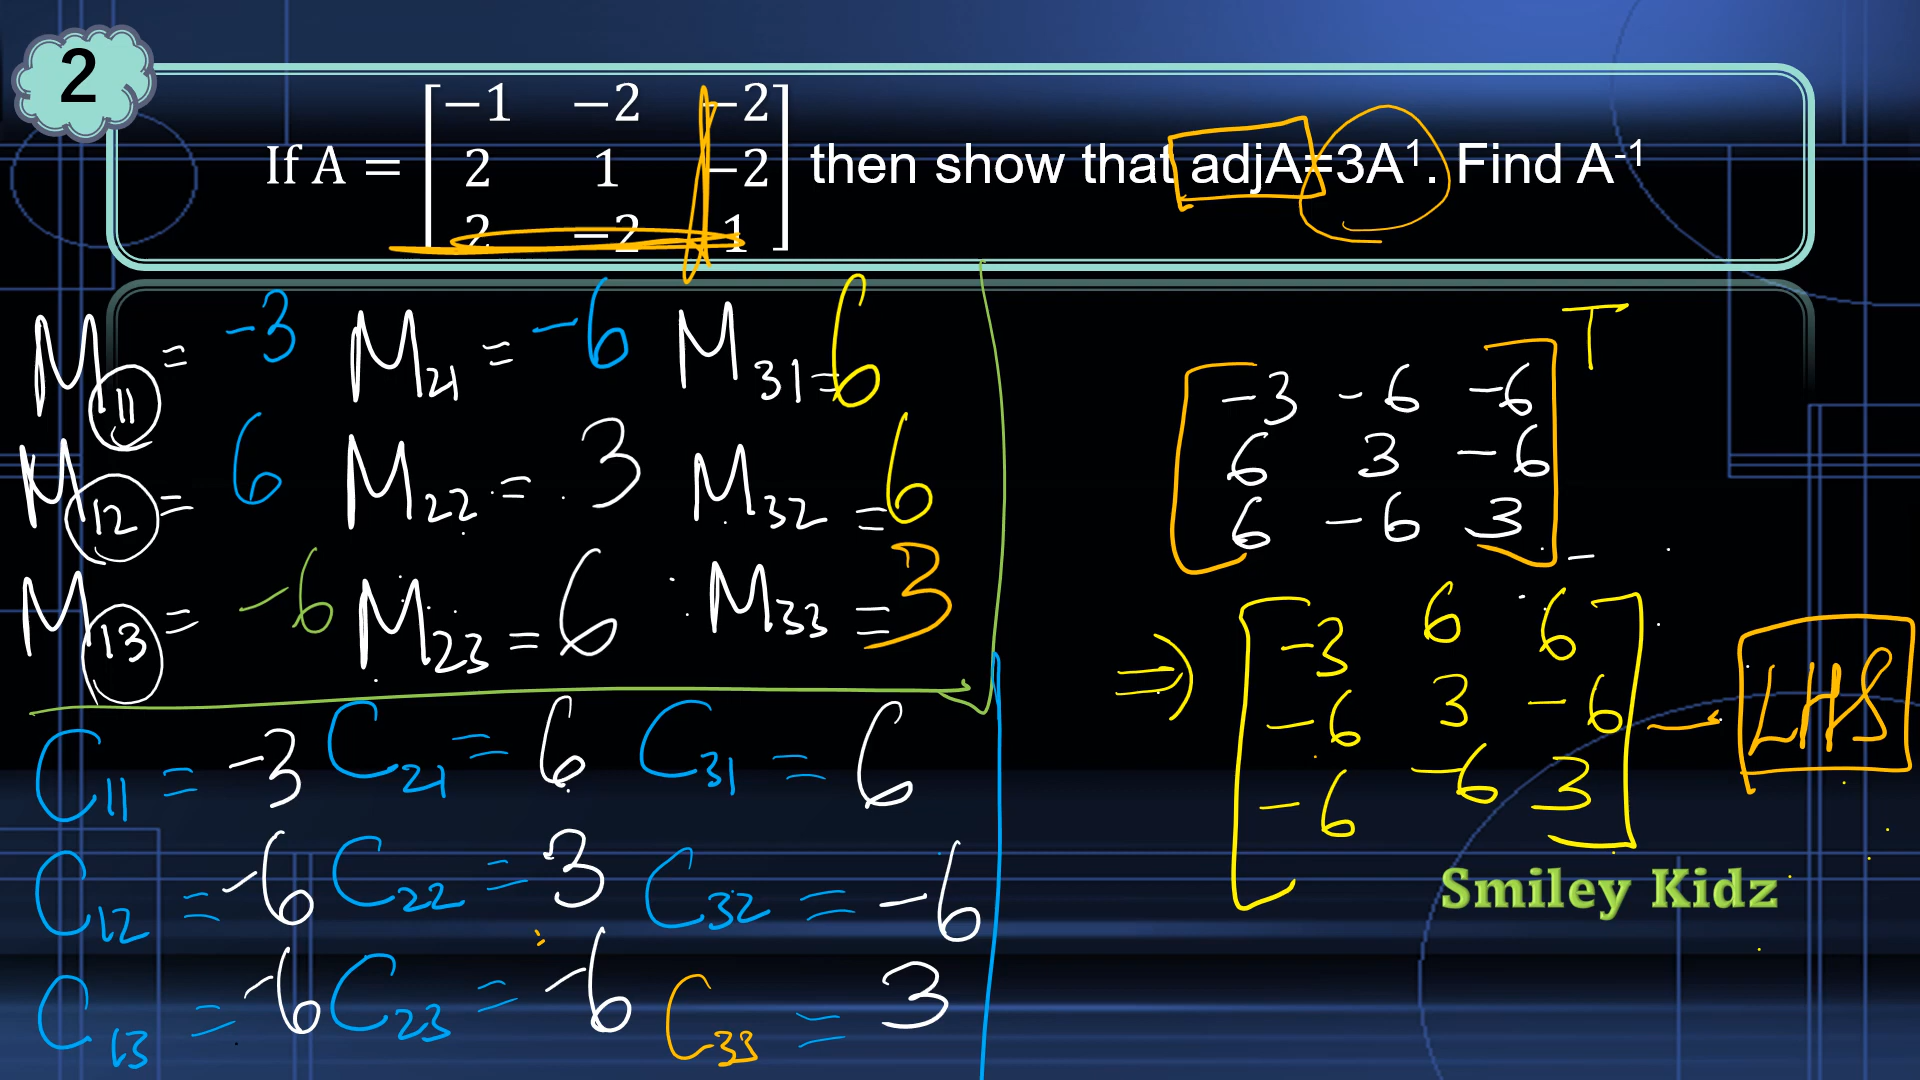 2
If A = [−1 −2 −2
2 1 −2
2 −2 1] then show that adjA=3A¹. Find A⁻¹
M₁₁ = -3 M₂₁ = -6 M₃₁ = 6
M₁₂ = 6 M₂₂ = 3 M₃₂ = 6
M₁₃ = -6 M₂₃ = 6 M₃₃ = 3
C₁₁ = -3 C₂₁ = 6 C₃₁ = 6
C₁₂ = -6 C₂₂ = 3 C₃₂ = -6
C₁₃ = -6 C₂₃ = -6 C₃₃ = 3
[-3 -6 -6
6 3 -6
6 -6 3]ᵀ
⇒ [-3 6 6
-6 3 -6
-6 -6 3] → LHS
Smiley Kidz